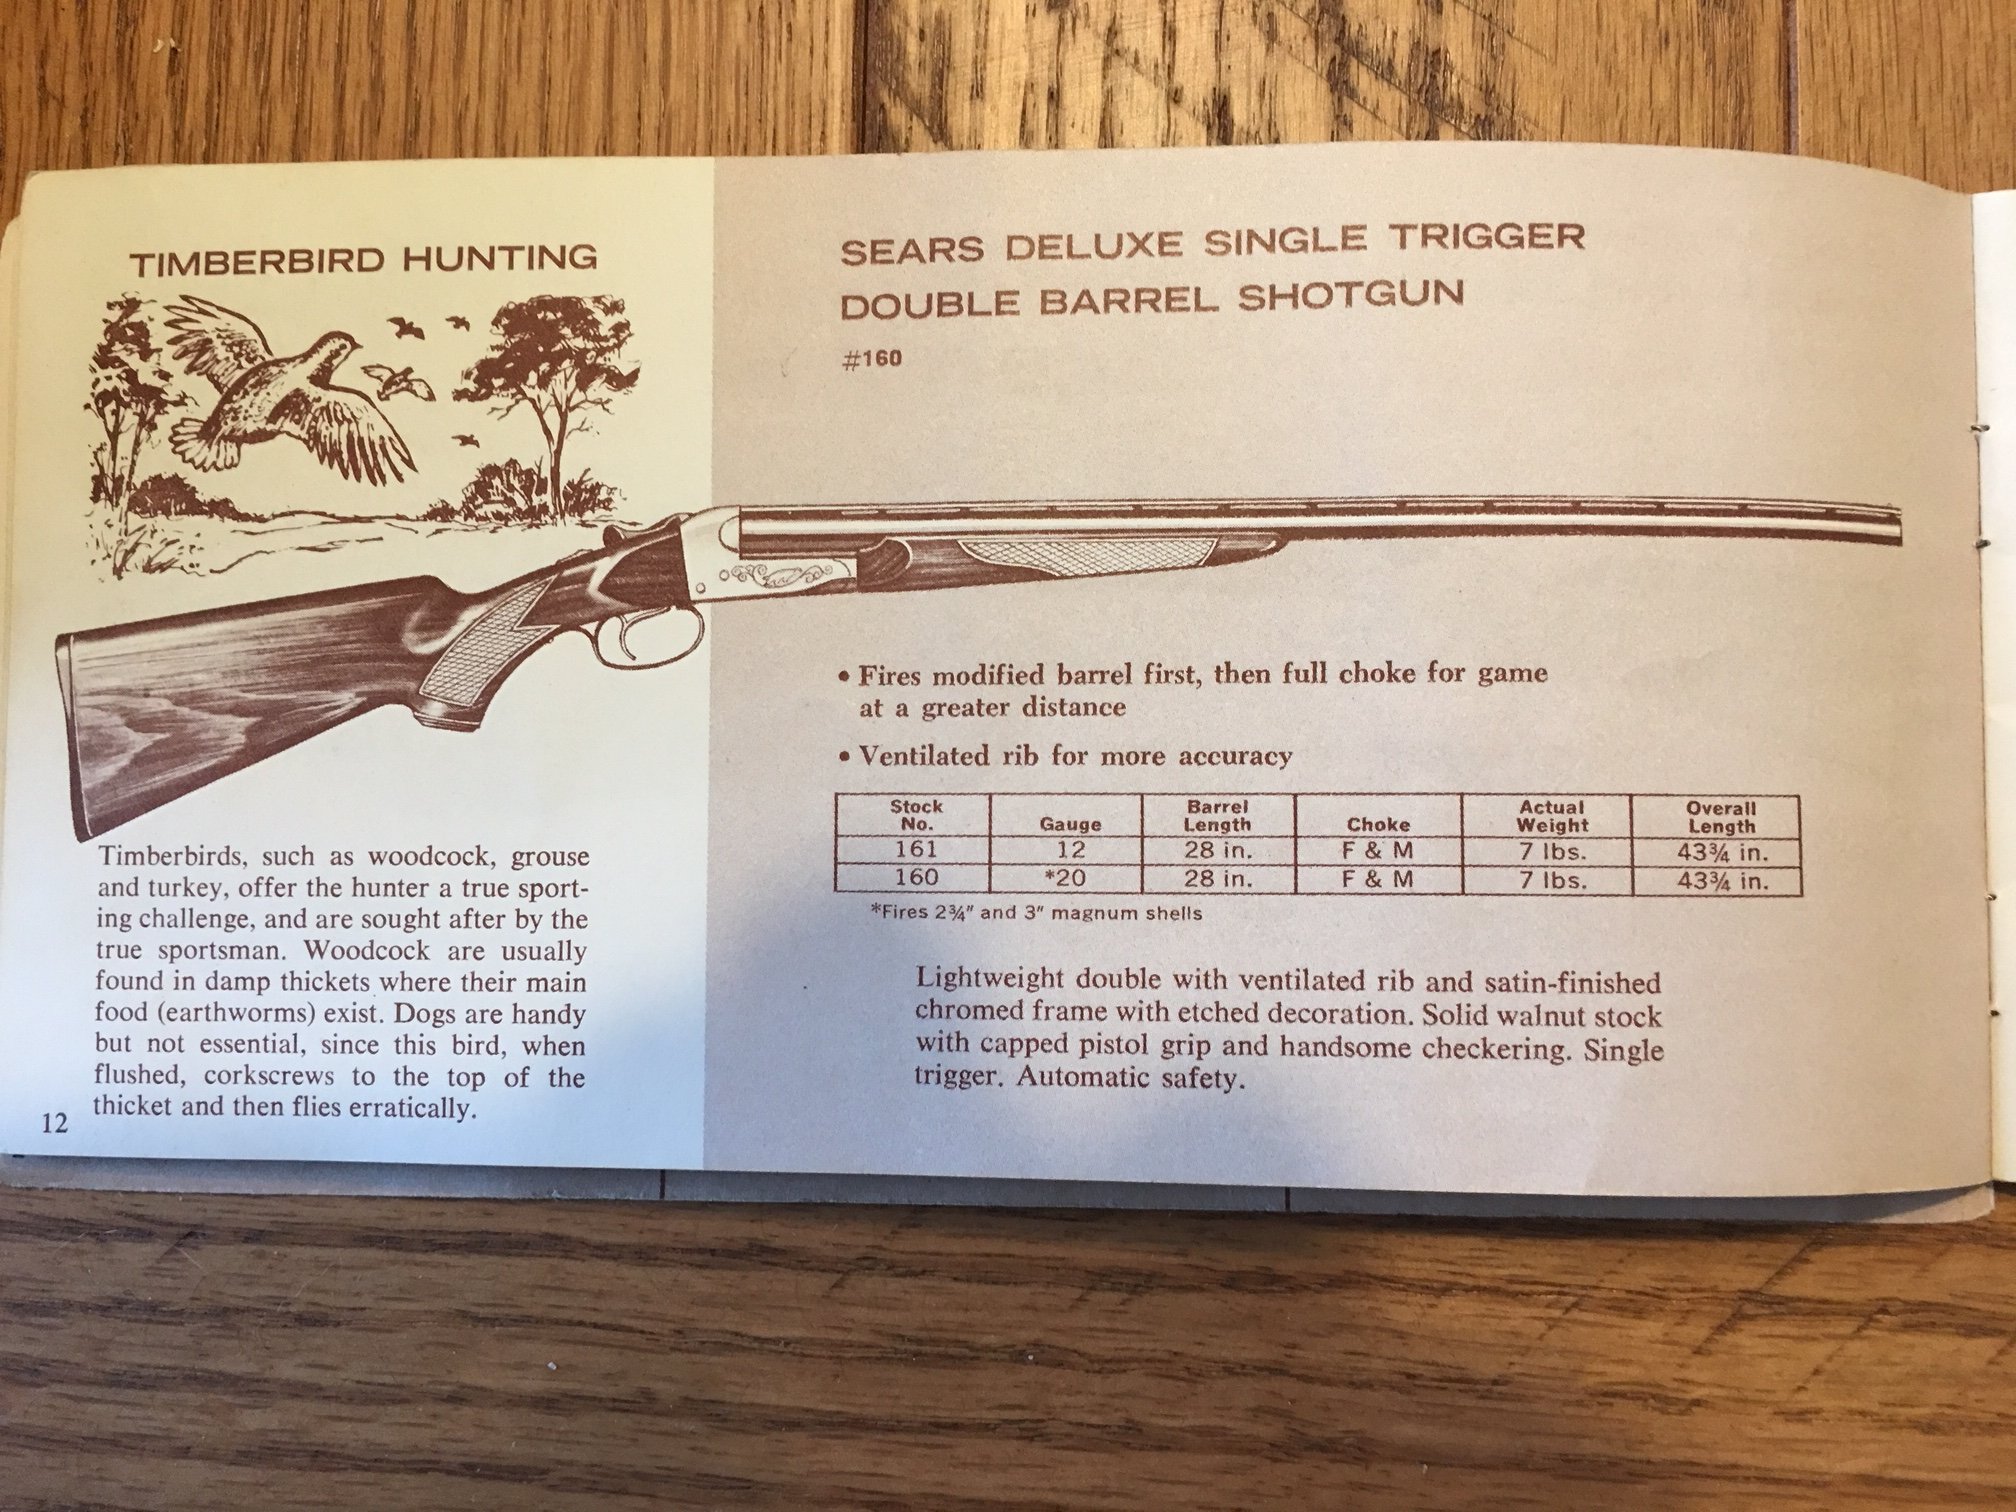 TIMBERBIRD HUNTING
Timberbirds, such as woodcock, grouse
and turkey, offer the hunter a true sport-
ing challenge, and are sought after by the
true sportsman. Woodcock are usually
found in damp thickets where their main
food (earthworms) exist. Dogs are handy
but not essential, since this bird, when
flushed, corkscrews to the top of the
thicket and then flies erratically.
12
SEARS DELUXE SINGLE TRIGGER
DOUBLE BARREL SHOTGUN
#160
• Fires modified barrel first, then full choke for game
at a greater distance
• Ventilated rib for more accuracy
Stock No. Gauge Barrel Length Choke Actual Weight Overall Length
161 12 28 in. F & M 7 lbs. 43¾ in.
160 *20 28 in. F & M 7 lbs. 43¾ in.
*Fires 2¾" and 3" magnum shells
Lightweight double with ventilated rib and satin-finished
chromed frame with etched decoration. Solid walnut stock
with capped pistol grip and handsome checkering. Single
trigger. Automatic safety.